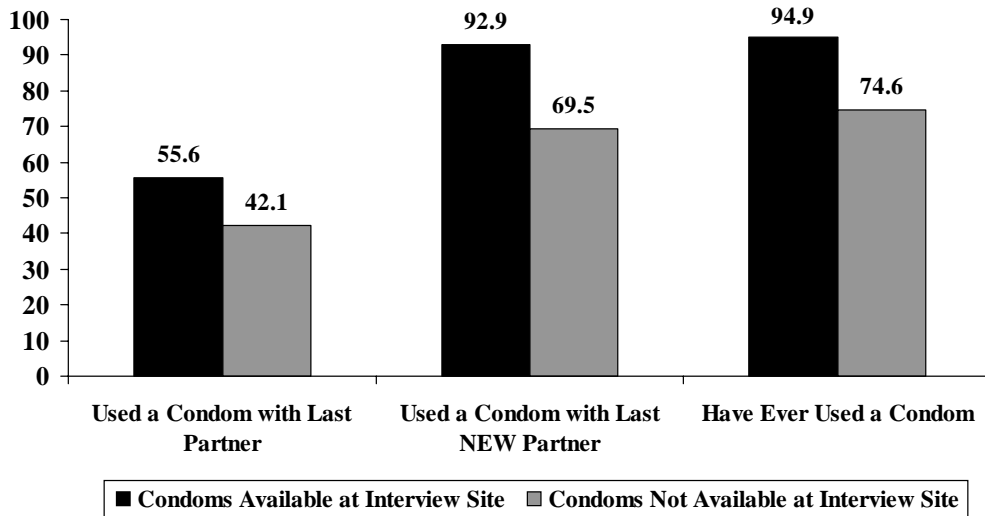 100
90
80
70
60
50
40
30
20
10
0
55.6
42.1
92.9
69.5
94.9
74.6
Used a Condom with Last
Partner
Used a Condom with Last
NEW Partner
Have Ever Used a Condom
Condoms Available at Interview Site
Condoms Not Available at Interview Site